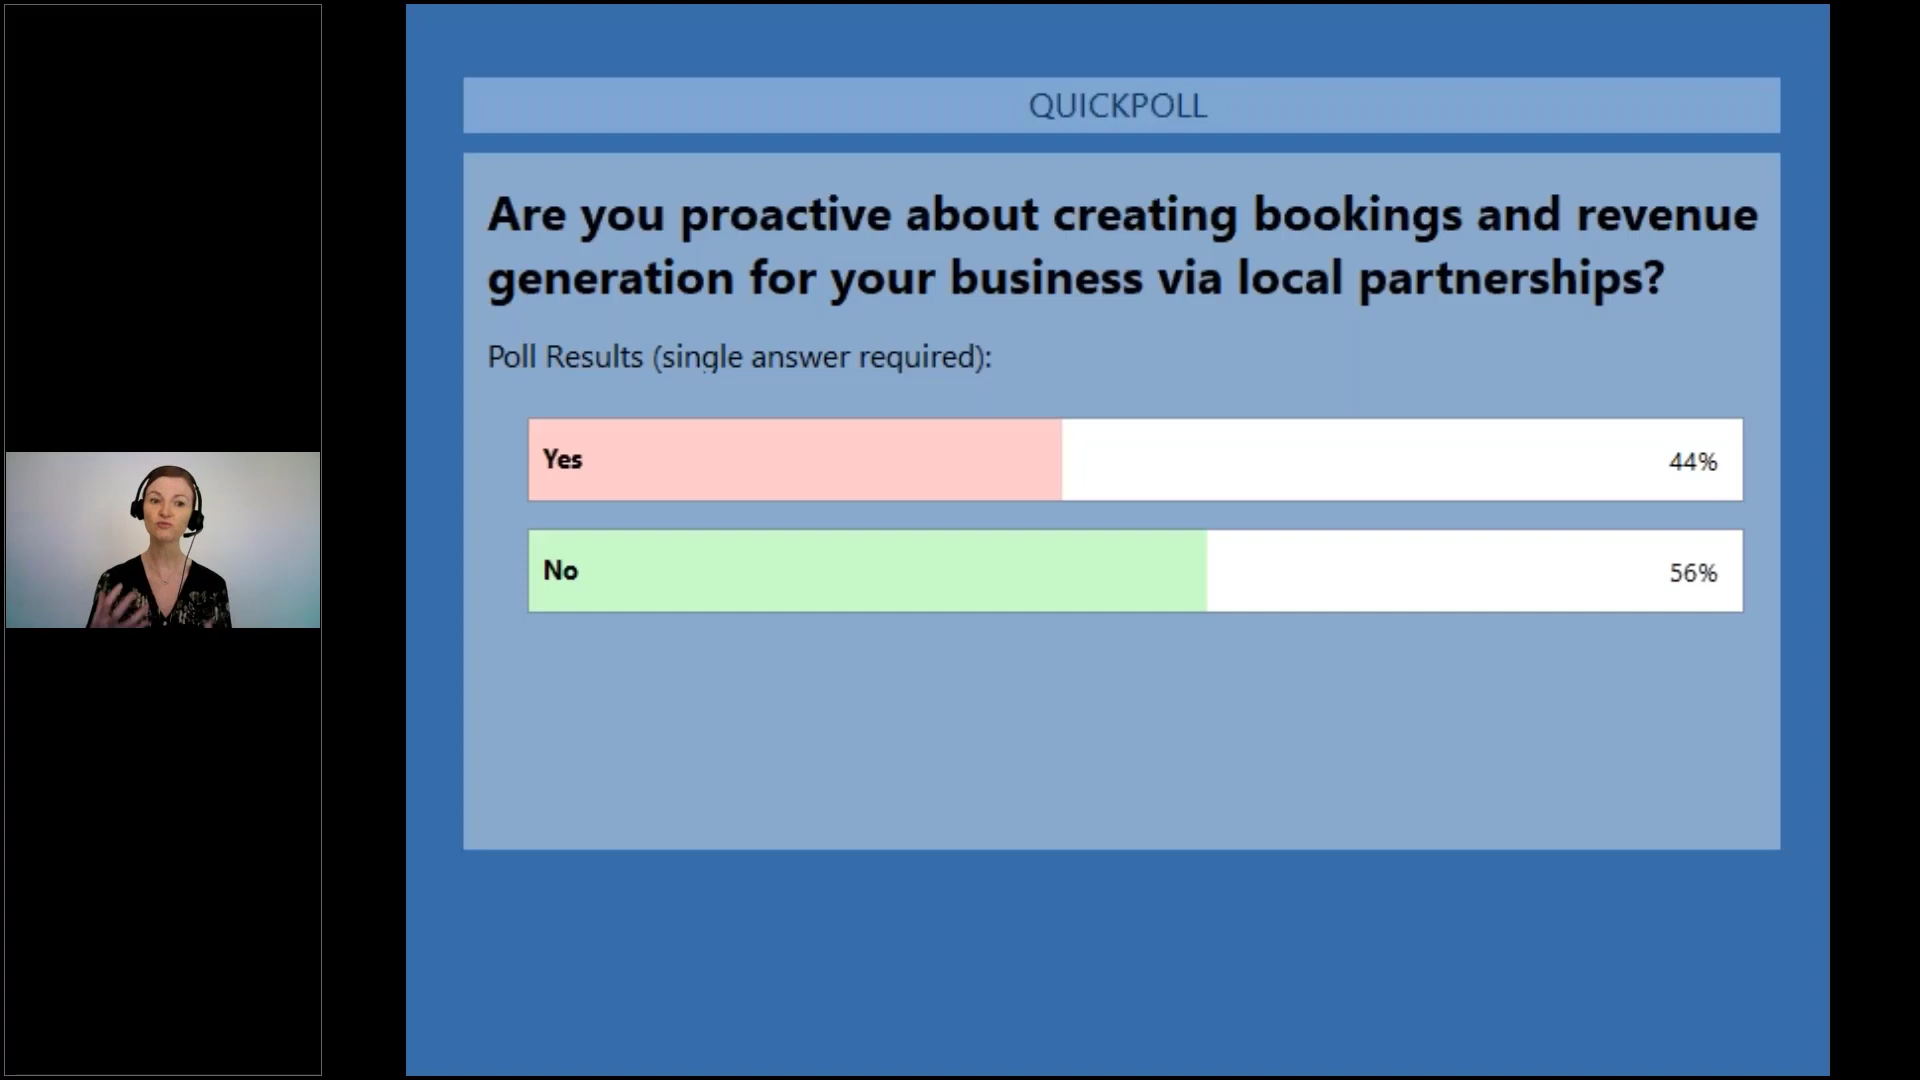 QUICKPOLL
Are you proactive about creating bookings and revenue
generation for your business via local partnerships?
Poll Results (single answer required):
Yes 44%
No 56%